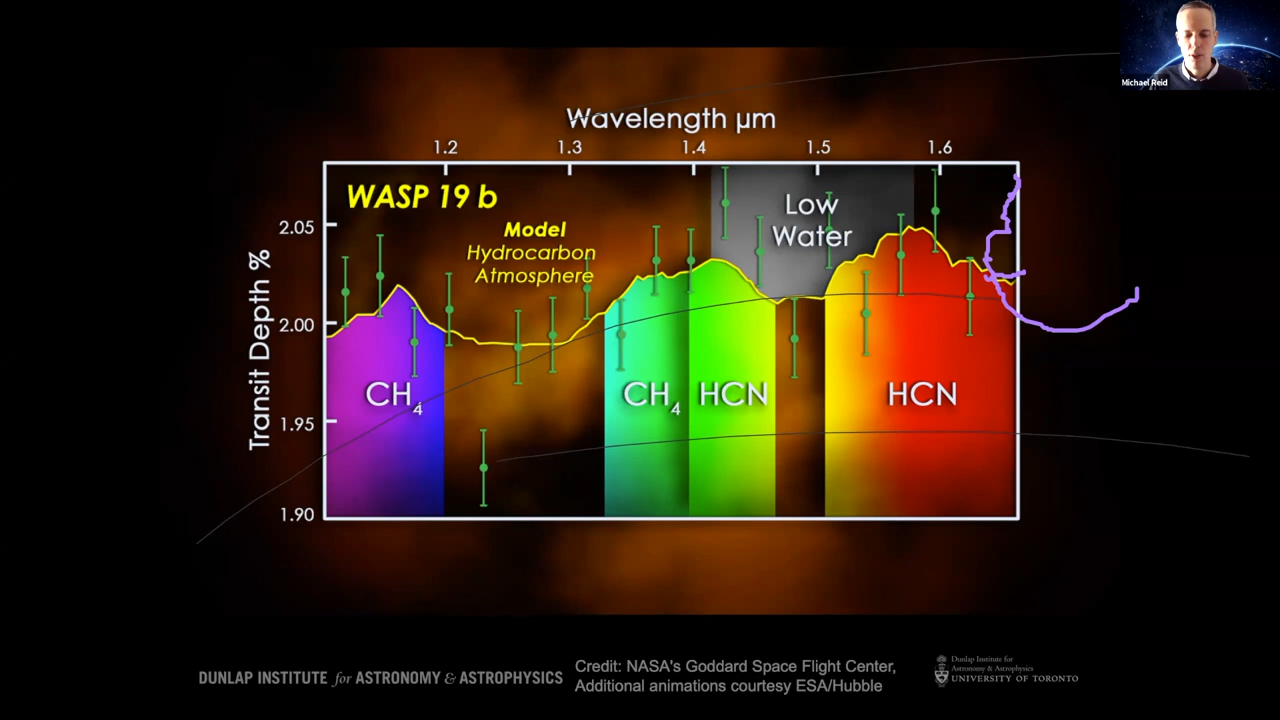 Michael Reid
Wavelength µm
1.2 1.3 1.4 1.5 1.6
WASP 19 b
Low
Water
2.05
Model
Hydrocarbon
Atmosphere
Transit Depth %
2.00
CH₄ CH₄ HCN HCN
1.95
1.90
Credit: NASA's Goddard Space Flight Center,
DUNLAP INSTITUTE for ASTRONOMY & ASTROPHYSICS
Additional animations courtesy ESA/Hubble
Dunlap Institute for
Astronomy & Astrophysics
UNIVERSITY OF TORONTO